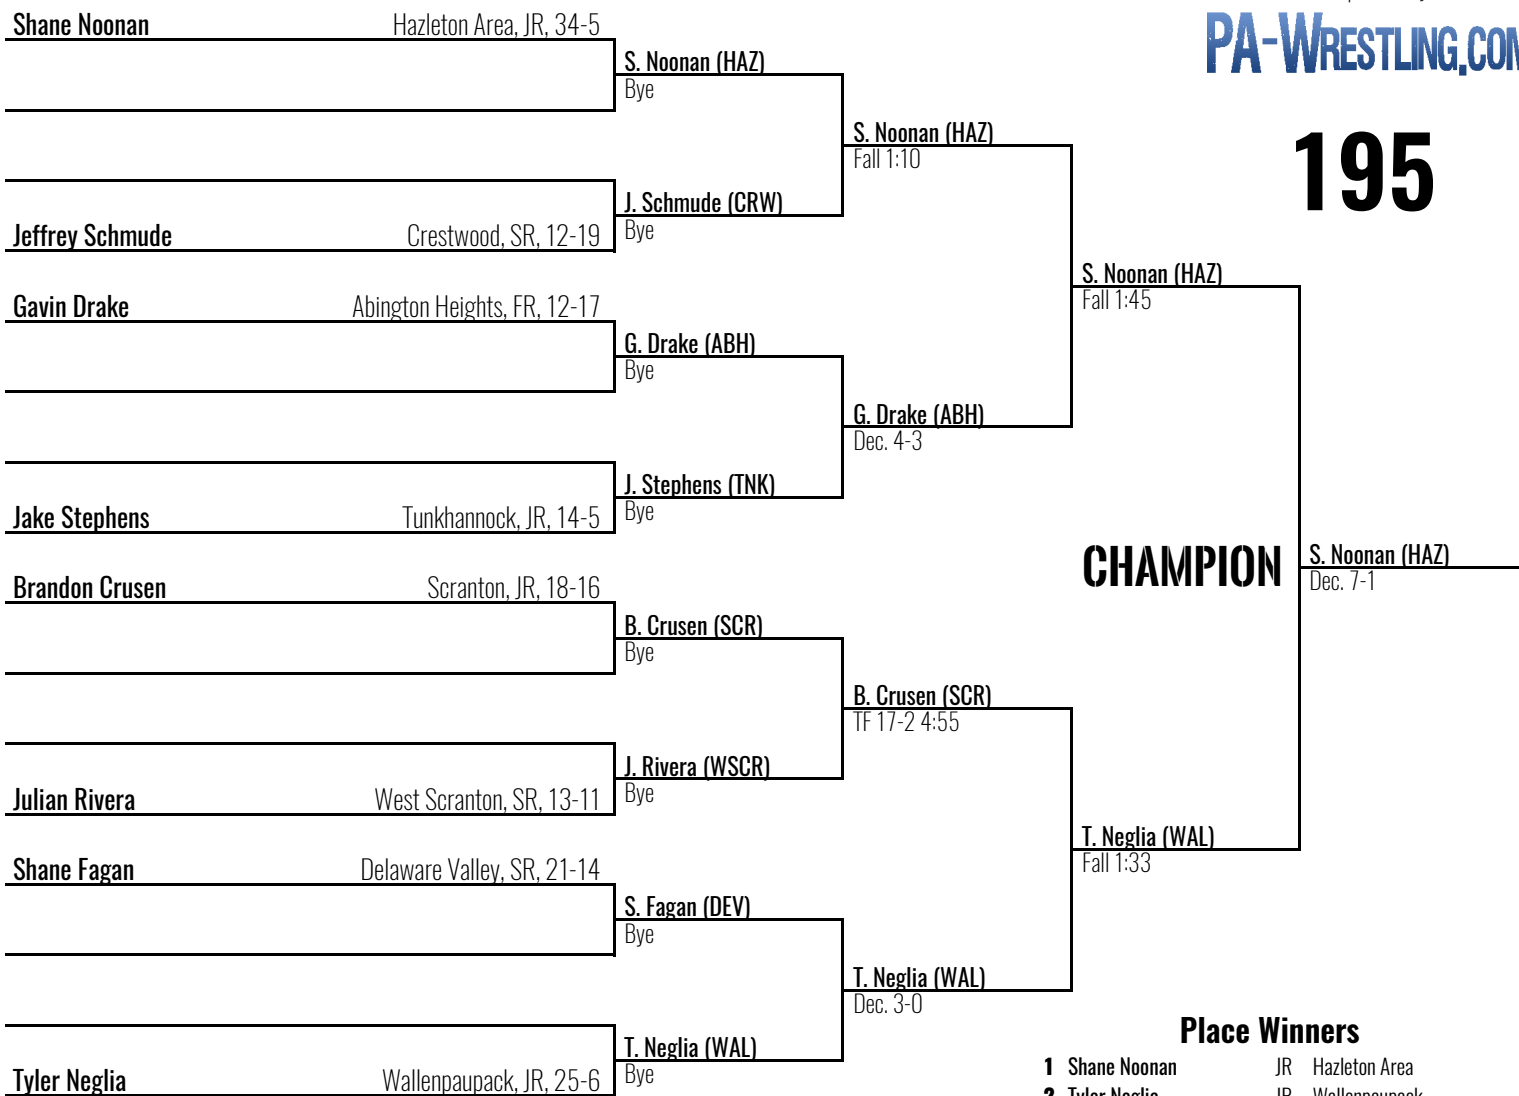 Shane Noonan Hazleton Area, JR, 34-5
S. Noonan (HAZ)
Bye
PA-WRESTLING.COM
195
S. Noonan (HAZ)
Fall 1:10
J. Schmude (CRW)
Bye
Jeffrey Schmude Crestwood, SR, 12-19
S. Noonan (HAZ)
Fall 1:45
Gavin Drake Abington Heights, FR, 12-17
G. Drake (ABH)
Bye
G. Drake (ABH)
Dec. 4-3
J. Stephens (TNK)
Bye
Jake Stephens Tunkhannock, JR, 14-5
CHAMPION
S. Noonan (HAZ)
Dec. 7-1
Brandon Crusen Scranton, JR, 18-16
B. Crusen (SCR)
Bye
B. Crusen (SCR)
TF 17-2 4:55
J. Rivera (WSCR)
Bye
Julian Rivera West Scranton, SR, 13-11
T. Neglia (WAL)
Fall 1:33
Shane Fagan Delaware Valley, SR, 21-14
S. Fagan (DEV)
Bye
T. Neglia (WAL)
Dec. 3-0
T. Neglia (WAL)
Bye
Tyler Neglia Wallenpaupack, JR, 25-6
Place Winners
1 Shane Noonan JR Hazleton Area
2 Tyler Neglia JR Wallenpaupack